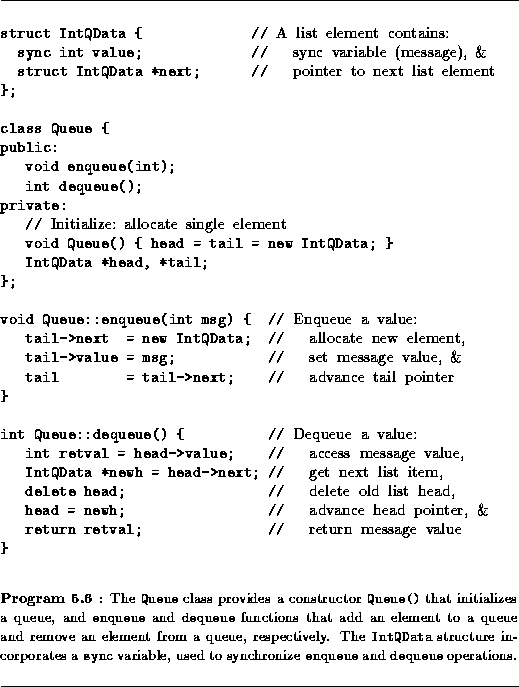 struct IntQData {             // A list element contains:
  sync int value;             //   sync variable (message), &
  struct IntQData *next;      //   pointer to next list element
};
class Queue {
public:
   void enqueue(int);
   int dequeue();
private:
   // Initialize: allocate single element
   void Queue() { head = tail = new IntQData; }
   IntQData *head, *tail;
};
void Queue::enqueue(int msg) {  // Enqueue a value:
   tail->next  = new IntQData;  //   allocate new element,
   tail->value = msg;           //   set message value, &
   tail        = tail->next;    //   advance tail pointer
}
int Queue::dequeue() {          // Dequeue a value:
   int retval = head->value;    //   access message value,
   IntQData *newh = head->next; //   get next list item,
   delete head;                 //   delete old list head,
   head = newh;                 //   advance head pointer, &
   return retval;               //   return message value
}
Program 5.6 : The Queue class provides a constructor Queue() that initializes
a queue, and enqueue and dequeue functions that add an element to a queue
and remove an element from a queue, respectively. The IntQData structure in-
corporates a sync variable, used to synchronize enqueue and dequeue operations.